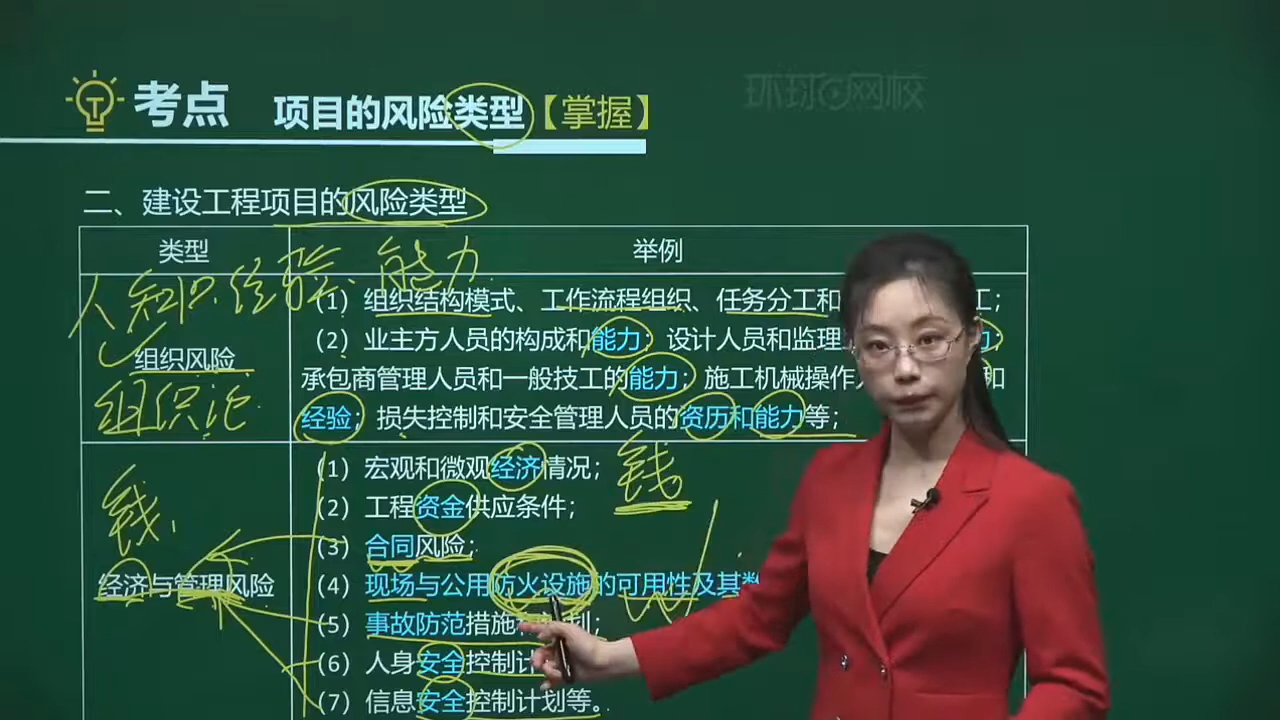 考点 项目的风险类型【掌握】
环球网校
二、建设工程项目的风险类型
类型 举例
人 知识、经验、能力
(1)组织结构模式、工作流程组织、任务分工和 工;
(2)业主方人员的构成和能力;设计人员和监理
组织风险
承包商管理人员和一般技工的能力;施工机械操作 和
组织论
经验;损失控制和安全管理人员的资历和能力等;
(1)宏观和微观经济情况;
钱
钱
(2)工程资金供应条件;
(3)合同风险;
经济与管理风险
(4)现场与公用防火设施的可用性及其数
(5)事故防范措施 划;
(6)人身安全控制计
(7)信息安全控制计划等。